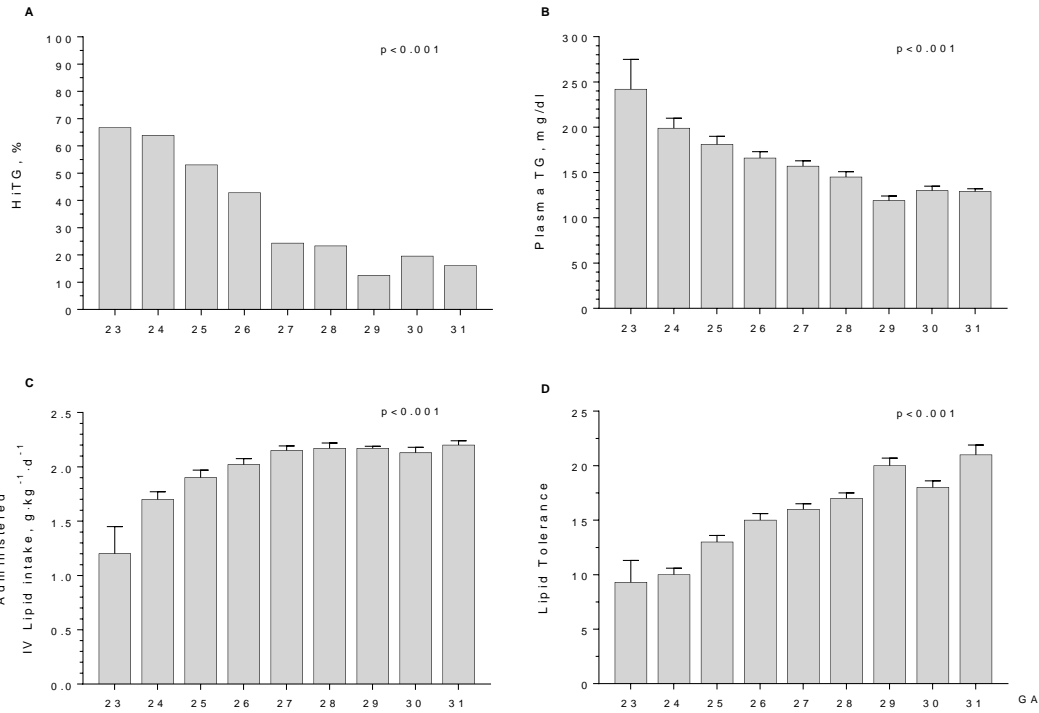 A
p<0.001
HiTG, %
100
90
80
70
60
50
40
30
20
10
0
23 24 25 26 27 28 29 30 31
B
p<0.001
Plasma TG, mg/dl
300
250
200
150
100
50
0
23 24 25 26 27 28 29 30 31
C
p<0.001
Administered
IV Lipid intake, g·kg⁻¹·d⁻¹
2.5
2.0
1.5
1.0
0.5
0.0
23 24 25 26 27 28 29 30 31
D
p<0.001
Lipid Tolerance
25
20
15
10
5
0
23 24 25 26 27 28 29 30 31
GA